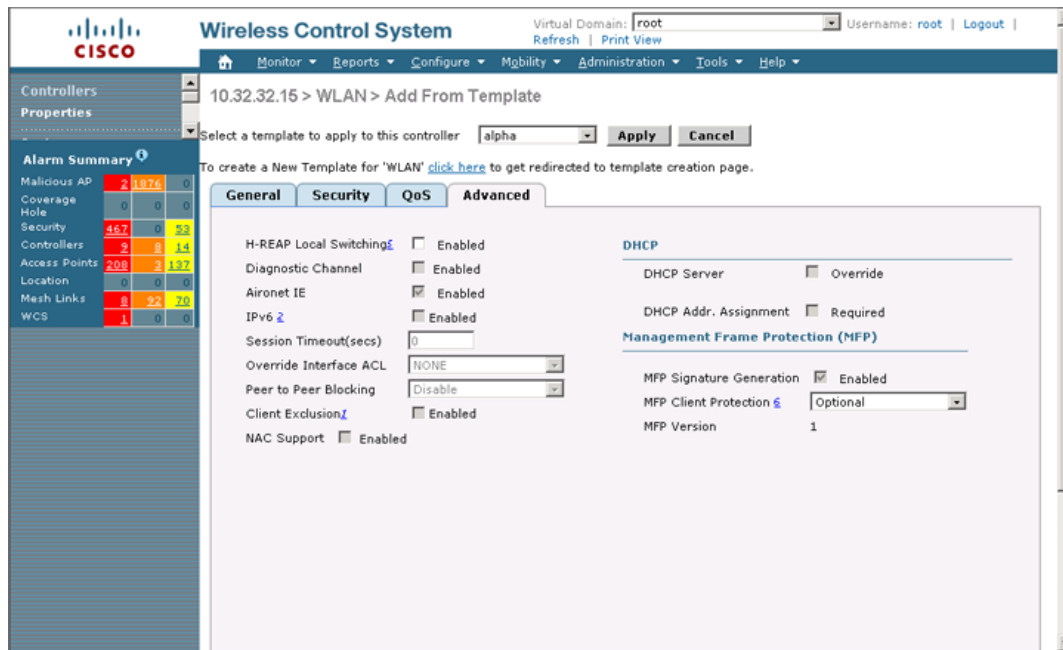 CISCO
Wireless Control System
Virtual Domain: root
Username: root | Logout |
Refresh | Print View
Monitor Reports Configure Mobility Administration Tools Help
Controllers
Properties
Alarm Summary
Malicious AP 2 1876 0
Coverage Hole 0 0 0
Security 467 0 53
Controllers 9 8 14
Access Points 208 3 137
Location 0 0 0
Mesh Links 8 92 70
WCS 1 0 0
10.32.32.15 > WLAN > Add From Template
Select a template to apply to this controller alpha Apply Cancel
To create a New Template for 'WLAN' click here to get redirected to template creation page.
General Security QoS Advanced
H-REAP Local Switching Enabled
Diagnostic Channel Enabled
Aironet IE Enabled
IPv6 2 Enabled
Session Timeout(secs) 0
Override Interface ACL NONE
Peer to Peer Blocking Disable
Client Exclusion1 Enabled
NAC Support Enabled
DHCP
DHCP Server Override
DHCP Addr. Assignment Required
Management Frame Protection (MFP)
MFP Signature Generation Enabled
MFP Client Protection 6 Optional
MFP Version 1